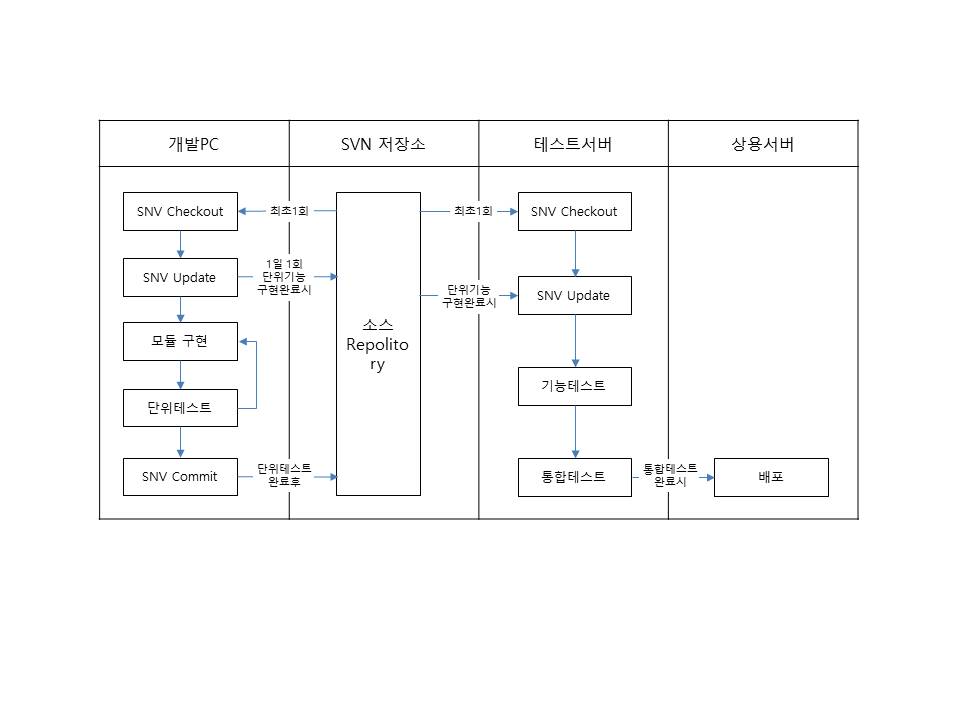 개발PC
SVN 저장소
테스트서버
상용서버
SNV Checkout
최초1회
최초1회
SNV Checkout
SNV Update
1일 1회
단위기능
구현완료시
단위기능
구현완료시
SNV Update
모듈 구현
소스
Repolito
ry
기능테스트
단위테스트
SNV Commit
단위테스트
완료후
통합테스트
통합테스트
완료시
배포